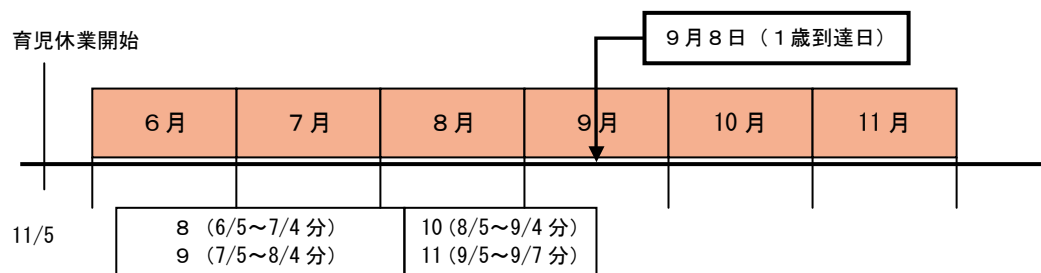 育児休業開始
9月8日（1歳到達日）
6月
7月
8月
9月
10月
11月
11/5
8（6/5～7/4分）
9（7/5～8/4分）
10(8/5～9/4分)
11(9/5～9/7分)